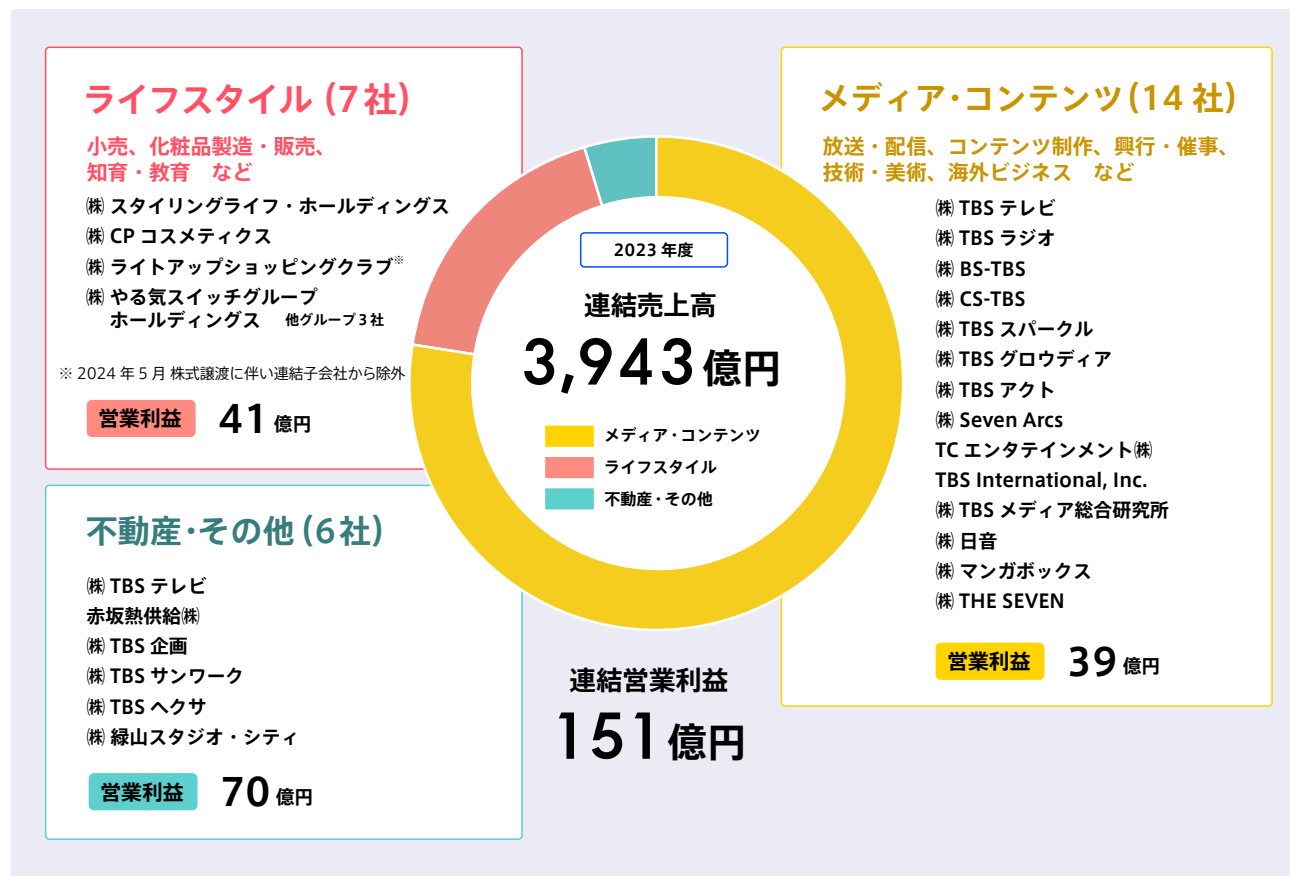 ライフスタイル (7社)
小売、化粧品製造・販売、
知育・教育　など
㈱ スタイリングライフ・ホールディングス
㈱ CP コスメティクス
㈱ ライトアップショッピングクラブ※
㈱ やる気スイッチグループ
ホールディングス　他グループ3社
※ 2024 年 5 月 株式譲渡に伴い連結子会社から除外
営業利益 41 億円
不動産・その他 (6社)
㈱ TBS テレビ
赤坂熱供給㈱
㈱ TBS 企画
㈱ TBS サンワーク
㈱ TBS ヘクサ
㈱ 緑山スタジオ・シティ
営業利益 70 億円
2023 年度
連結売上高
3,943 億円
メディア・コンテンツ
ライフスタイル
不動産・その他
連結営業利益
151 億円
メディア・コンテンツ (14 社)
放送・配信、コンテンツ制作、興行・催事、
技術・美術、海外ビジネス　など
㈱ TBS テレビ
㈱ TBS ラジオ
㈱ BS-TBS
㈱ CS-TBS
㈱ TBS スパークル
㈱ TBS グロウディア
㈱ TBS アクト
㈱ Seven Arcs
TC エンタテインメント㈱
TBS International, Inc.
㈱ TBS メディア総合研究所
㈱ 日音
㈱ マンガボックス
㈱ THE SEVEN
営業利益 39 億円